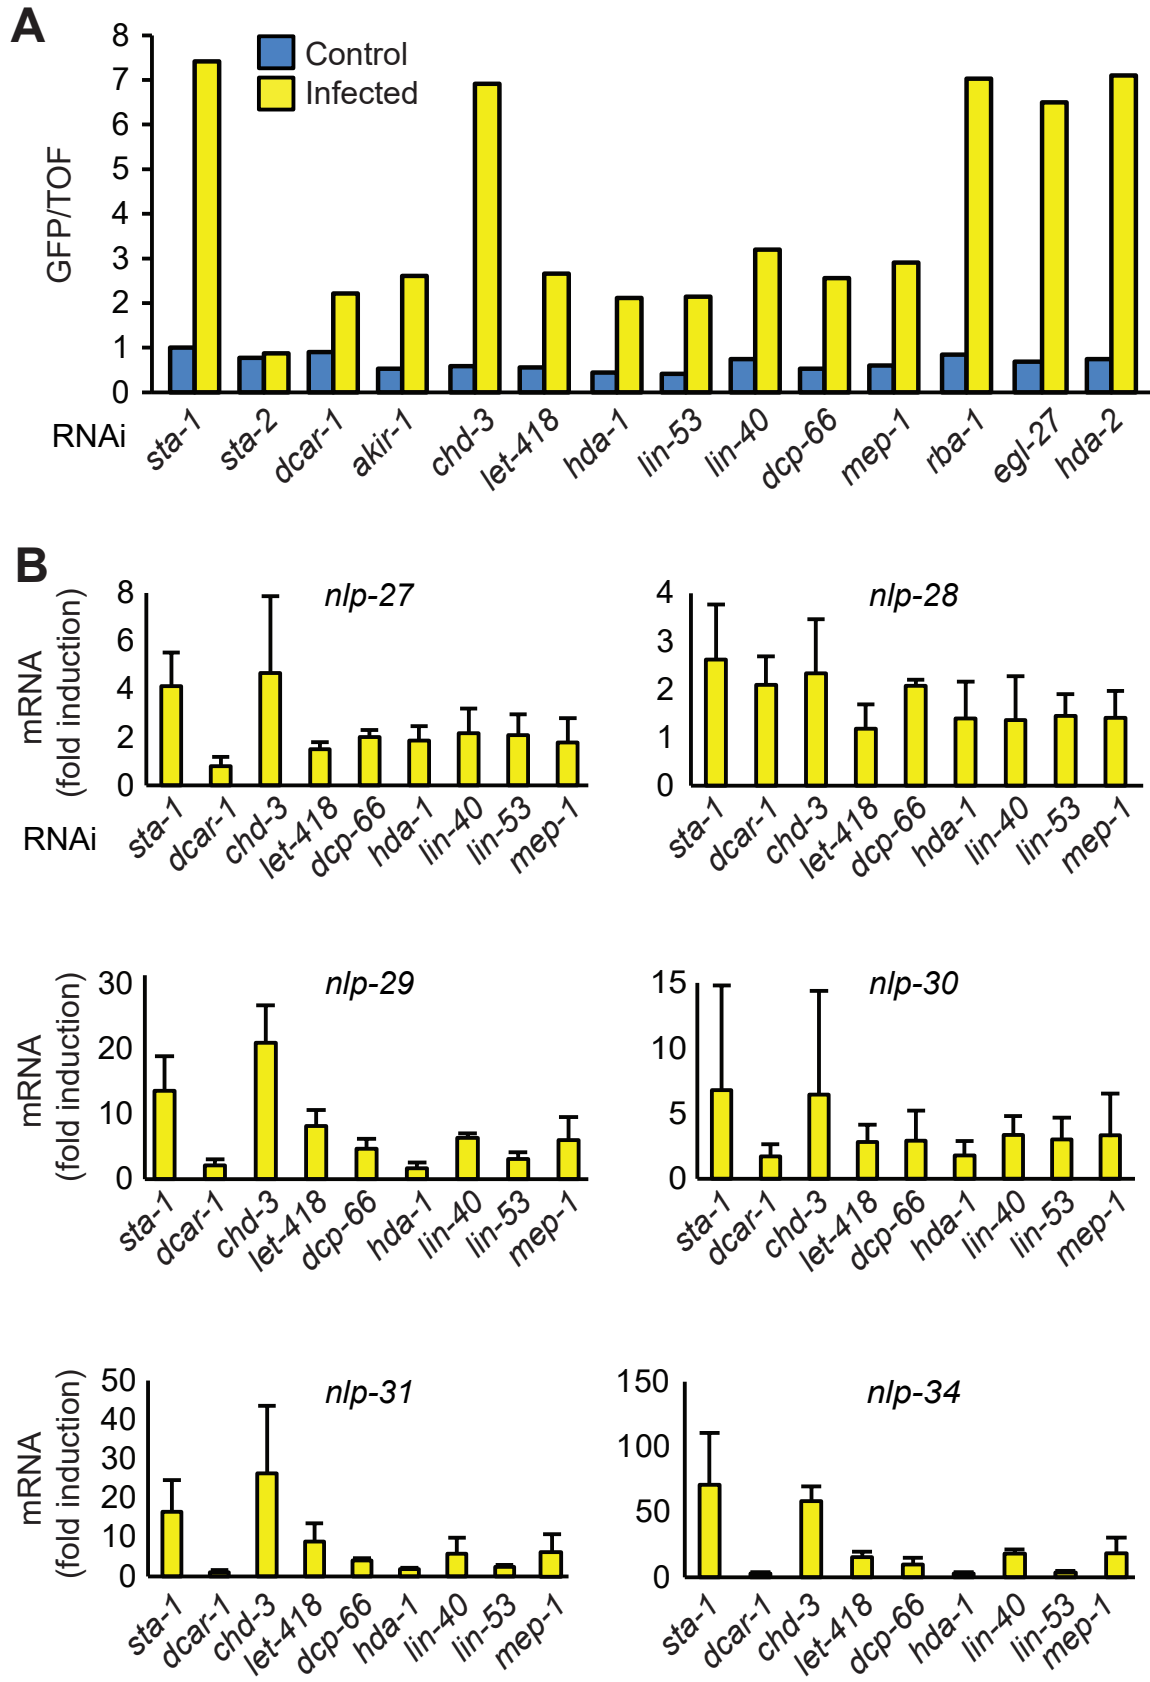 A
8
7
6
5
4
3
2
1
0
GFP/TOF
Control
Infected
RNAi
sta-1 sta-2 dcar-1 akir-1 chd-3 let-418 hda-1 lin-53 lin-40 dcp-66 mep-1 rba-1 egl-27 hda-2
B
mRNA
(fold induction)
8
6
4
2
0
nlp-27
RNAi
sta-1 dcar-1 chd-3 let-418 dcp-66 hda-1 lin-40 lin-53 mep-1
4
3
2
1
0
nlp-28
sta-1 dcar-1 chd-3 let-418 dcp-66 hda-1 lin-40 lin-53 mep-1
mRNA
(fold induction)
30
20
10
0
nlp-29
sta-1 dcar-1 chd-3 let-418 dcp-66 hda-1 lin-40 lin-53 mep-1
15
10
5
0
nlp-30
sta-1 dcar-1 chd-3 let-418 dcp-66 hda-1 lin-40 lin-53 mep-1
mRNA
(fold induction)
50
40
30
20
10
0
nlp-31
sta-1 dcar-1 chd-3 let-418 dcp-66 hda-1 lin-40 lin-53 mep-1
150
100
50
0
nlp-34
sta-1 dcar-1 chd-3 let-418 dcp-66 hda-1 lin-40 lin-53 mep-1